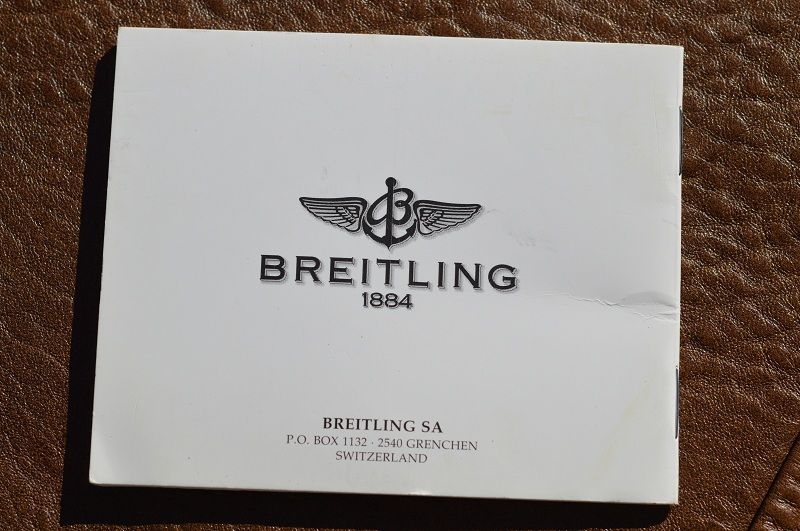 B
BREITLING
1884
BREITLING SA
P.O. BOX 1132 · 2540 GRENCHEN
SWITZERLAND